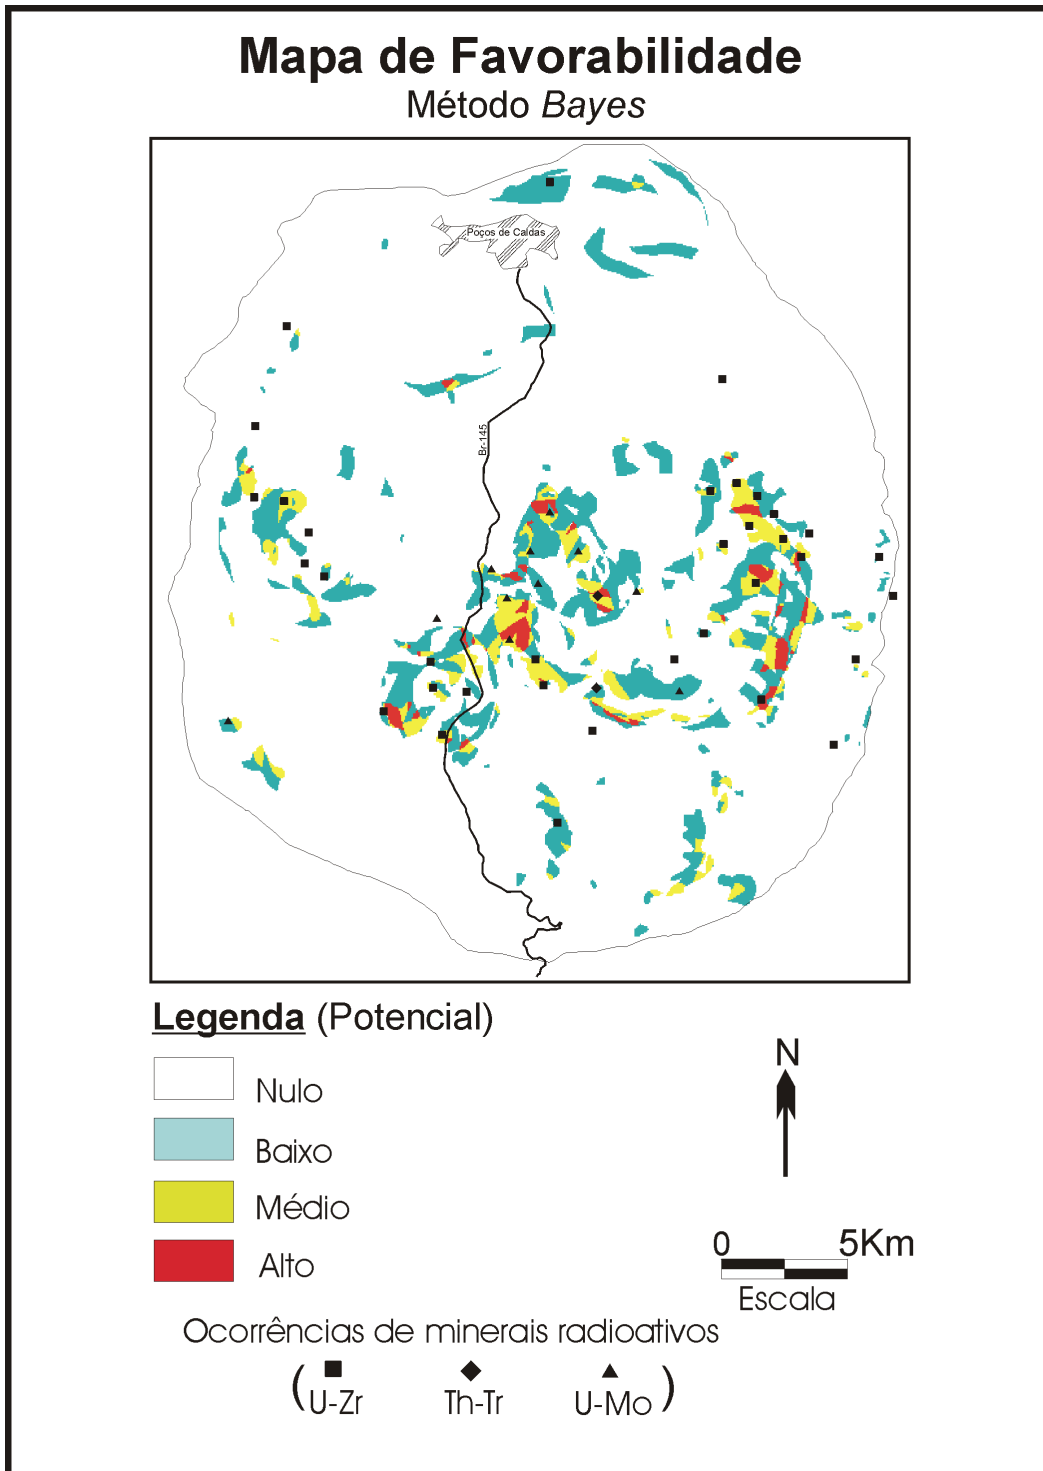 Mapa de Favorabilidade
Método Bayes
Poços de Caldas
Br-145
Legenda (Potencial)
Nulo
Baixo
Médio
Alto
N
0 5Km
Escala
Ocorrências de minerais radioativos
( U-Zr Th-Tr U-Mo )